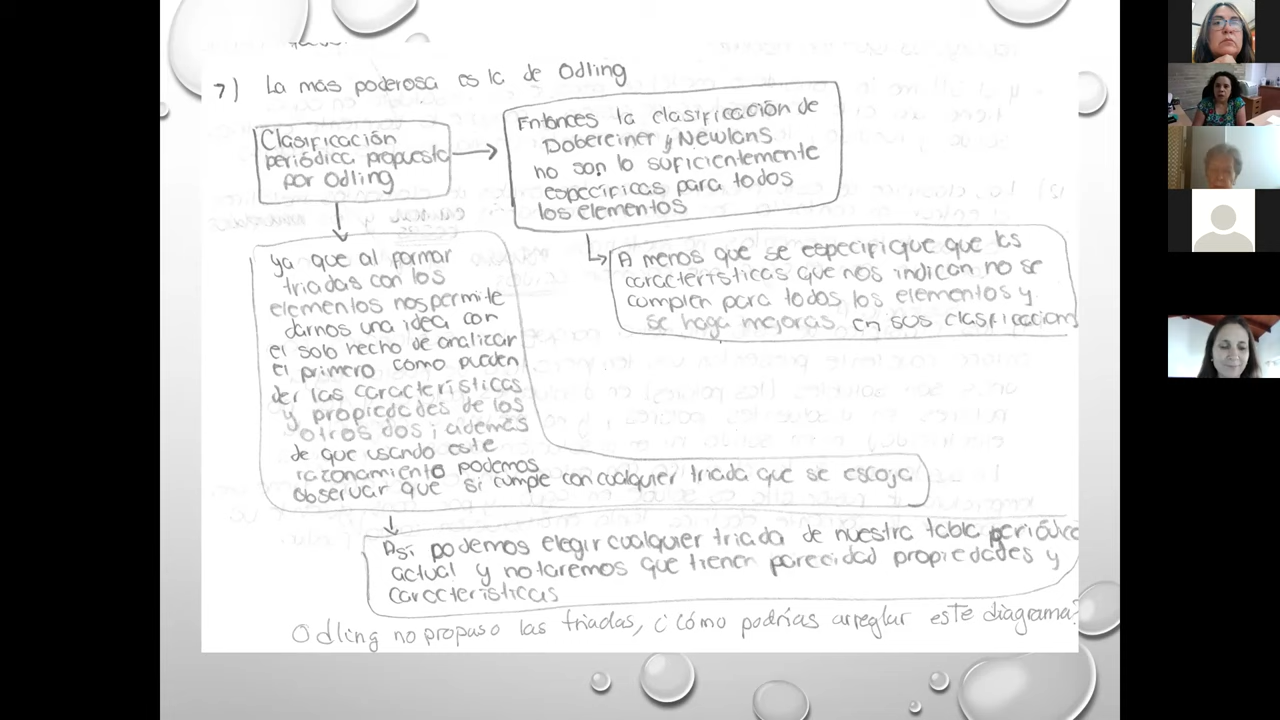 7) La más poderosa es la de Odling
Clasificación
periódica propuesta
por Odling
Entonces la clasificación de
Dobereiner y Newlans
no son lo suficientemente
específicas para todos
los elementos
A menos que se especifique que las
características que nos indican no se
cumplen para todos los elementos y
se haga mejoras en sus clasificacions
ya que al formar
triadas con los
elementos nos permite
darnos una idea con
el solo hecho de analizar
el primero como pueden
der las características
y propiedades de los
otros dos; además
de que usando este
razonamiento podemos
observar que si cumple con cualquier triada que se escoja
Asi podemos elegir cualquier triada de nuestra tabla periódica
actual y notaremos que tienen parecidad propiedades y
características
Odling no propuso las triadas, ¿cómo podrías arreglar este diagrama?